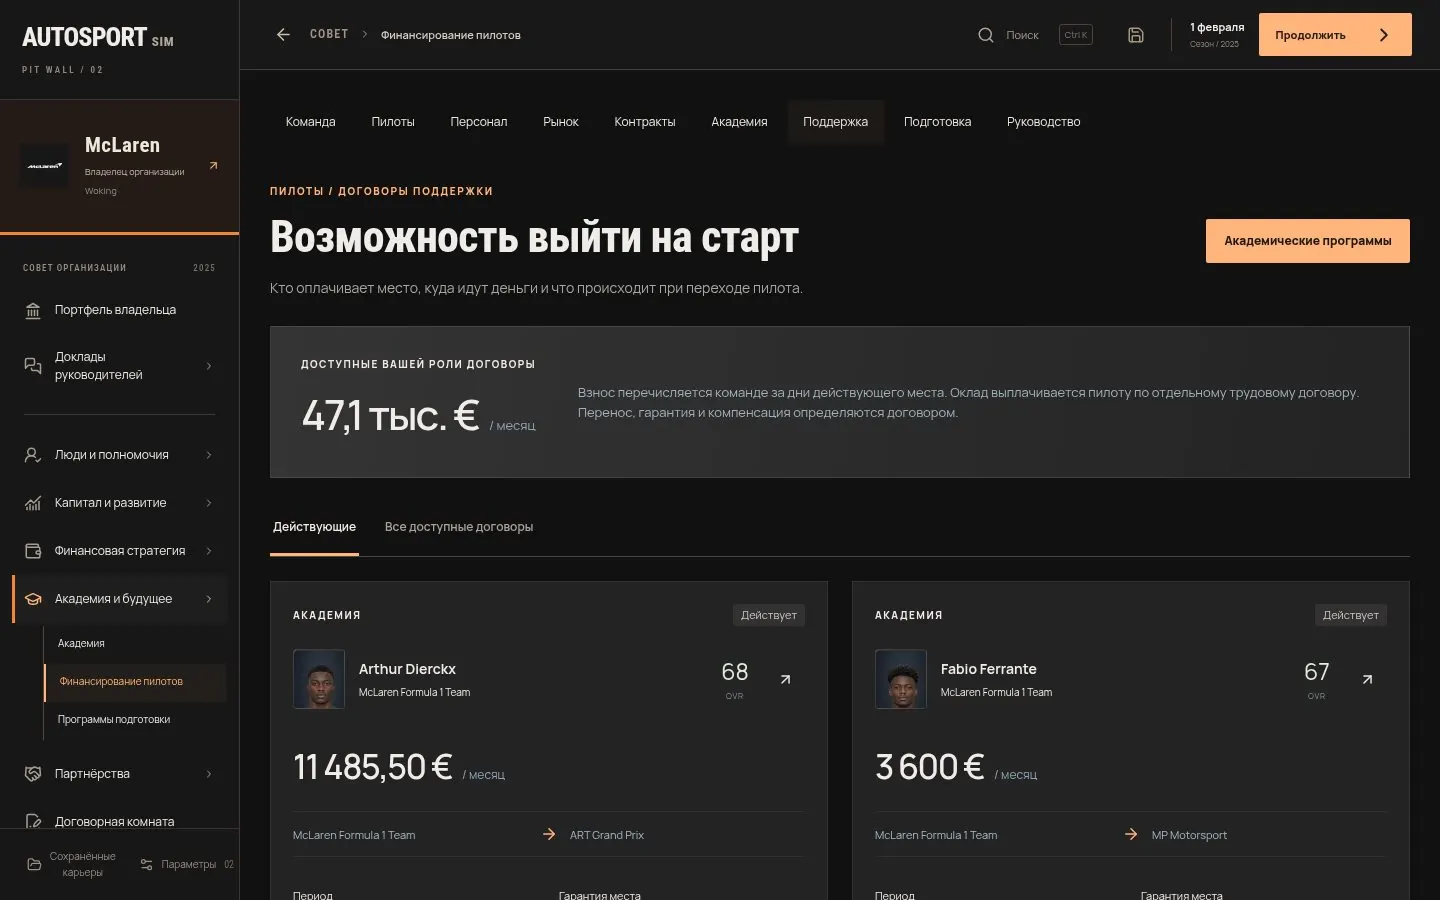 AUTOSPORT SIM
PIT WALL / 02
McLaren
McLaren
Владелец организации
Woking
СОВЕТ ОРГАНИЗАЦИИ 2025
Портфель владельца
Доклады
руководителей
Люди и полномочия
Капитал и развитие
Финансовая стратегия
Академия и будущее
Академия
Финансирование пилотов
Программы подготовки
Партнёрства
Договорная комната
Сохранённые
карьеры
Параметры 02
СОВЕТ
Финансирование пилотов
Поиск Ctrl K
1 февраля
Сезон / 2025
Продолжить
Команда Пилоты Персонал Рынок Контракты Академия Поддержка Подготовка Руководство
ПИЛОТЫ / ДОГОВОРЫ ПОДДЕРЖКИ
Возможность выйти на старт
Академические программы
Кто оплачивает место, куда идут деньги и что происходит при переходе пилота.
ДОСТУПНЫЕ ВАШЕЙ РОЛИ ДОГОВОРЫ
47,1 тыс. € / месяц
Взнос перечисляется команде за дни действующего места. Оклад выплачивается пилоту по отдельному трудовому договору.
Перенос, гарантия и компенсация определяются договором.
Действующие Все доступные договоры
АКАДЕМИЯ Действует
Arthur Dierckx
McLaren Formula 1 Team
68
OVR
11 485,50 € / месяц
McLaren Formula 1 Team ART Grand Prix
Период Гарантия места
АКАДЕМИЯ Действует
Fabio Ferrante
McLaren Formula 1 Team
67
OVR
3 600 € / месяц
McLaren Formula 1 Team MP Motorsport
Период Гарантия места